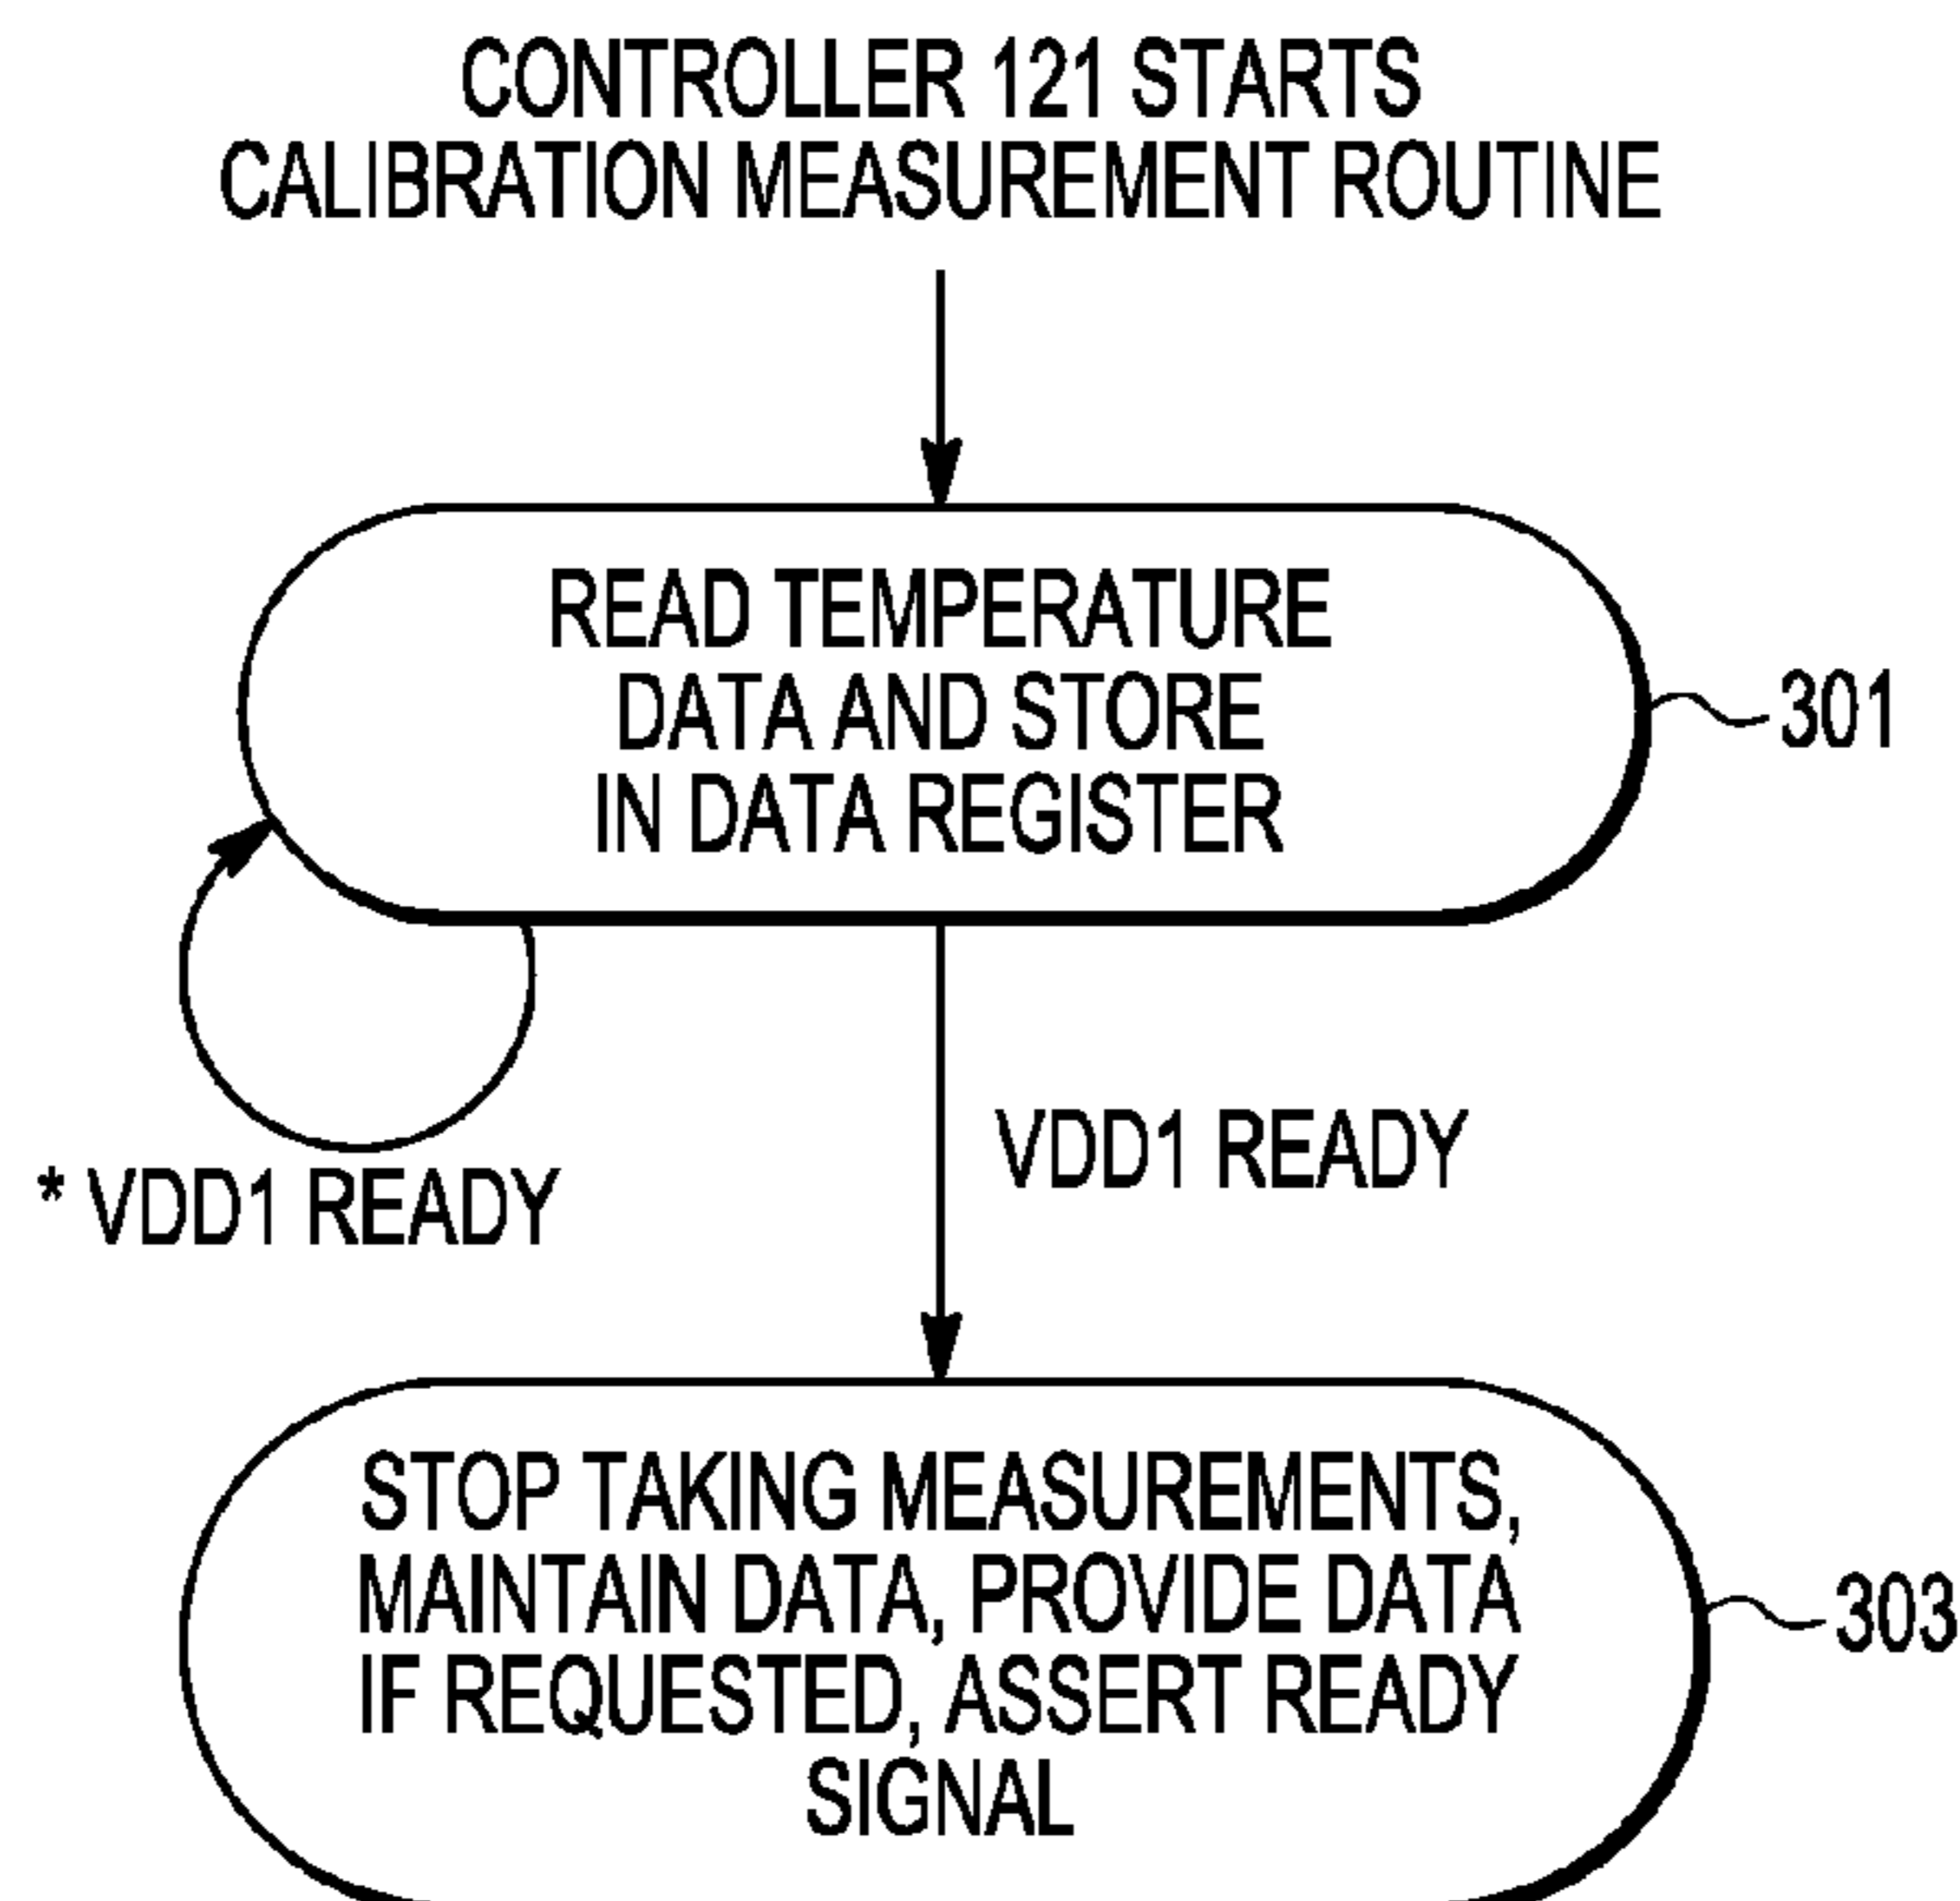 CONTROLLER 121 STARTS
CALIBRATION MEASUREMENT ROUTINE
READ TEMPERATURE
DATA AND STORE
IN DATA REGISTER
301
VDD1 READY
* VDD1 READY
STOP TAKING MEASUREMENTS,
MAINTAIN DATA, PROVIDE DATA
IF REQUESTED, ASSERT READY
SIGNAL
303